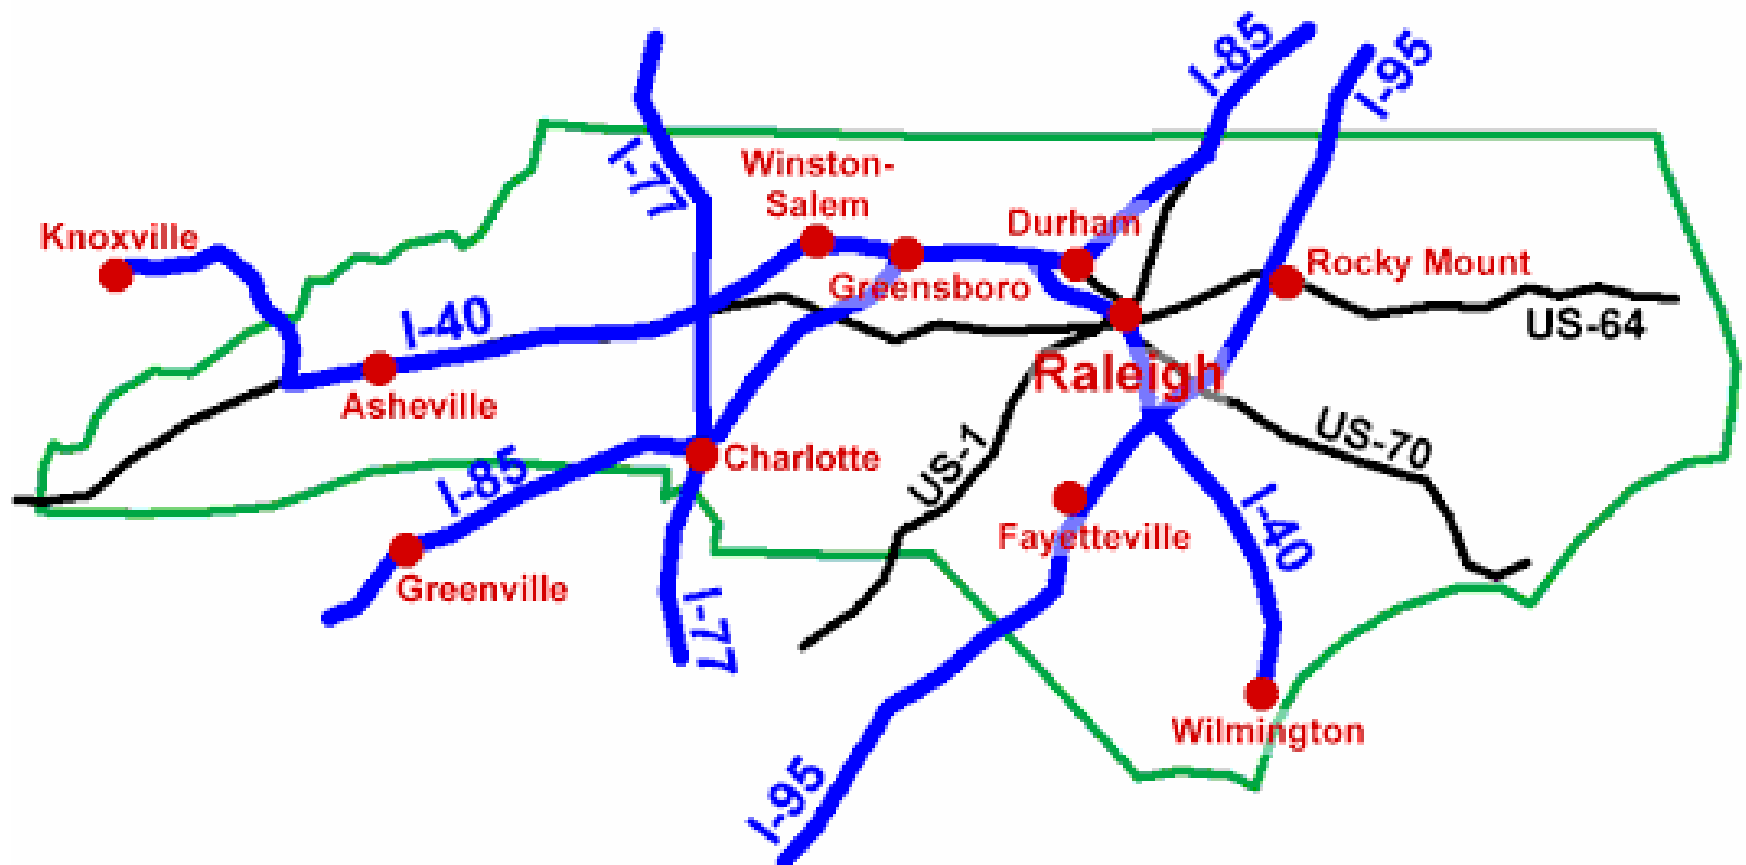 I-85
I-95
I-77
Winston-
Salem
Durham
Knoxville
Rocky Mount
Greensboro
I-40
US-64
Raleigh
Asheville
US-70
US-1
Charlotte
I-85
I-40
Fayetteville
Greenville
I-77
Wilmington
I-95